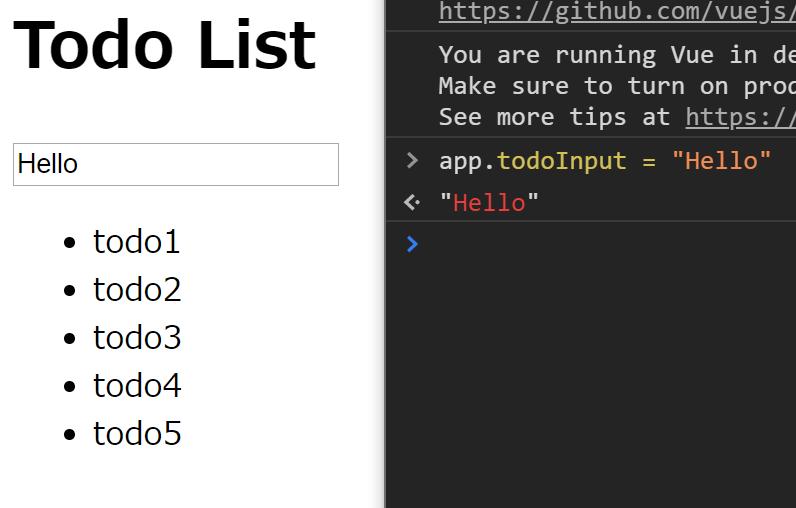 Todo List
Hello
todo1
todo2
todo3
todo4
todo5
https://github.com/vuejs/
You are running Vue in de
Make sure to turn on prod
See more tips at https://
> app.todoInput = "Hello"
<· "Hello"
>